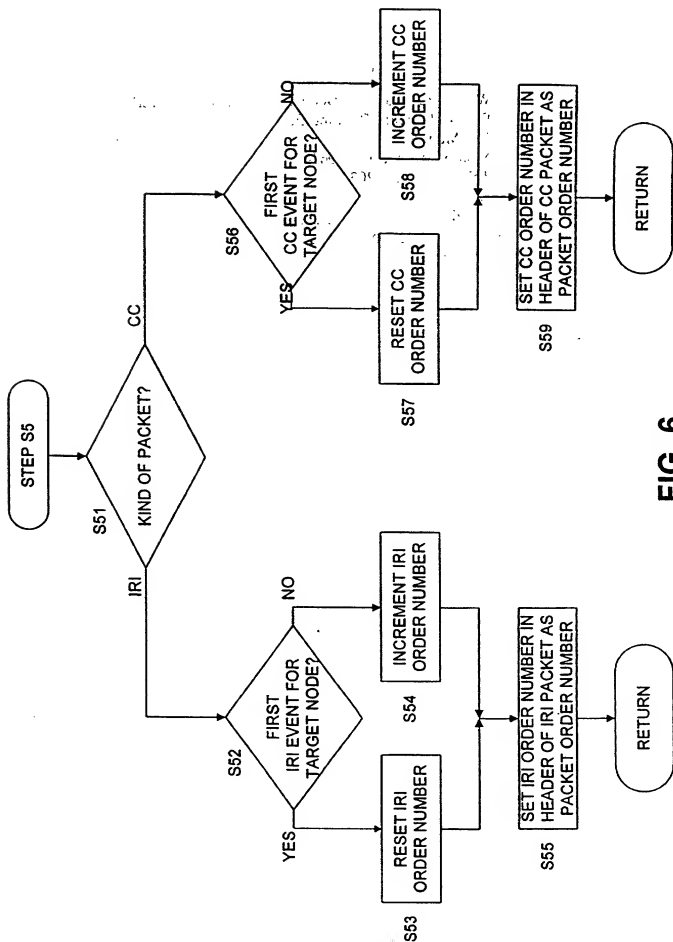 STEP S5
S51
KIND OF PACKET?
IRI
CC
S52
FIRST
IRI EVENT FOR
TARGET NODE?
YES
NO
S53
RESET IRI
ORDER NUMBER
S54
INCREMENT IRI
ORDER NUMBER
S55
SET IRI ORDER NUMBER IN
HEADER OF IRI PACKET AS
PACKET ORDER NUMBER
RETURN
S56
FIRST
CC EVENT FOR
TARGET NODE?
YES
NO
S57
RESET CC
ORDER NUMBER
S58
INCREMENT CC
ORDER NUMBER
S59
SET CC ORDER NUMBER IN
HEADER OF CC PACKET AS
PACKET ORDER NUMBER
RETURN
FIG. 6